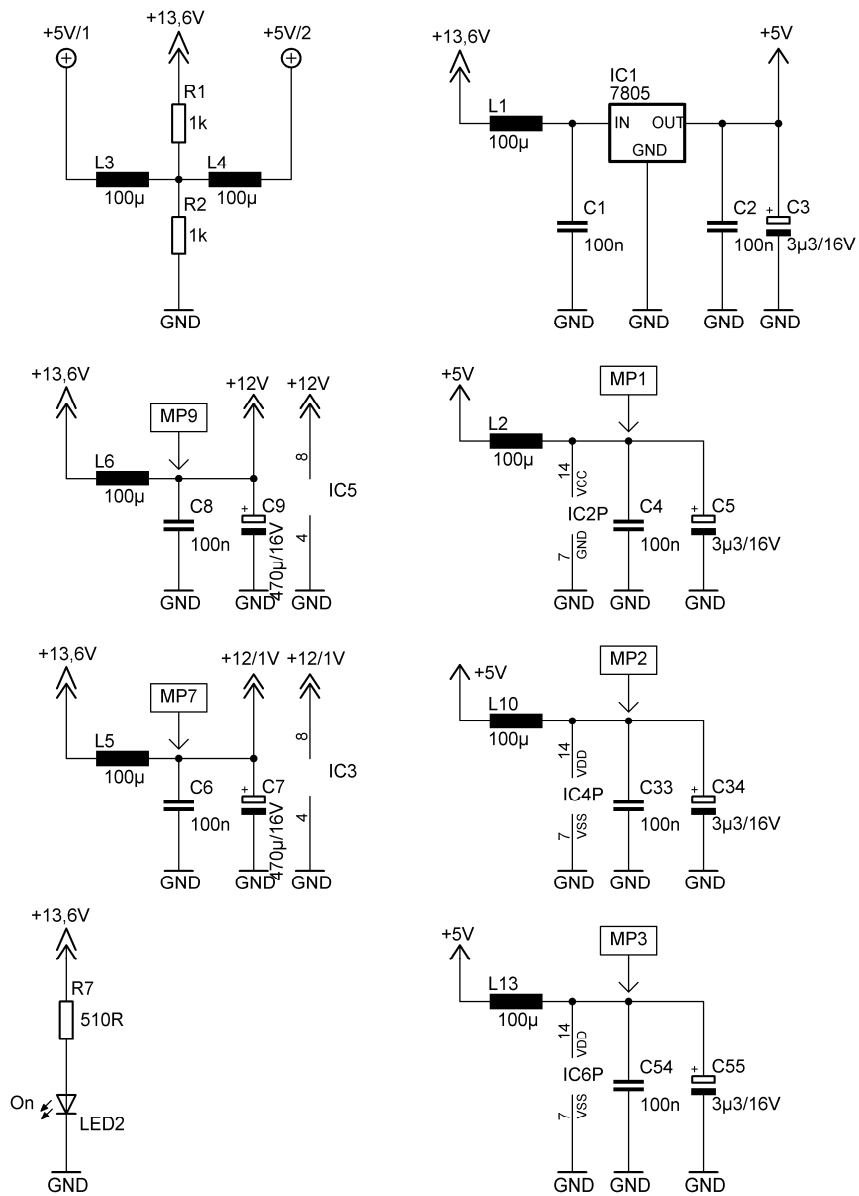 +5V/1
+13,6V
+5V/2
R1
1k
L3
100µ
L4
100µ
R2
1k
GND
+13,6V
+5V
IC1
7805
L1
100µ
IN
OUT
GND
C1
100n
C2
100n
+
C3
3µ3/16V
GND
GND
GND
GND
+13,6V
+12V
+12V
MP9
L6
100µ
8
IC5
4
C8
100n
+
C9
470µ/16V
GND
GND
GND
+5V
MP1
L2
100µ
14
VCC
IC2P
7
GND
C4
100n
+
C5
3µ3/16V
GND
GND
GND
+13,6V
+12/1V
+12/1V
MP7
L5
100µ
8
IC3
4
C6
100n
+
C7
470µ/16V
GND
GND
GND
+5V
MP2
L10
100µ
14
VDD
IC4P
7
VSS
C33
100n
+
C34
3µ3/16V
GND
GND
GND
+13,6V
R7
510R
On
LED2
GND
+5V
MP3
L13
100µ
14
VDD
IC6P
7
VSS
C54
100n
+
C55
3µ3/16V
GND
GND
GND